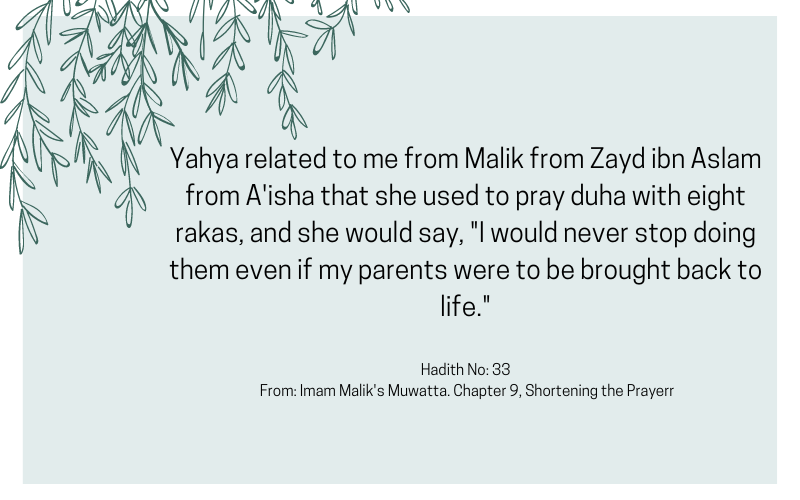 Yahya related to me from Malik from Zayd ibn Aslam
from A'isha that she used to pray duha with eight
rakas, and she would say, "I would never stop doing
them even if my parents were to be brought back to
life."
Hadith No: 33
From: Imam Malik's Muwatta. Chapter 9, Shortening the Prayerr